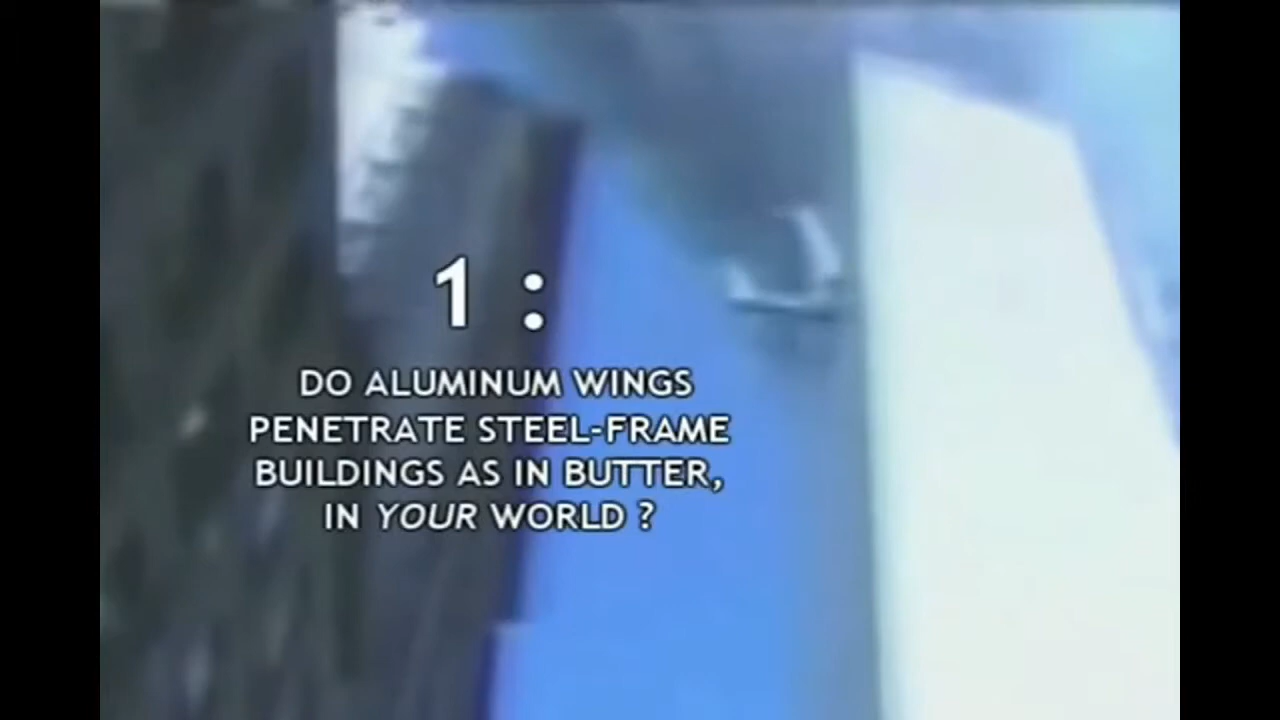 1 :
DO ALUMINUM WINGS
PENETRATE STEEL-FRAME
BUILDINGS AS IN BUTTER,
IN YOUR WORLD ?